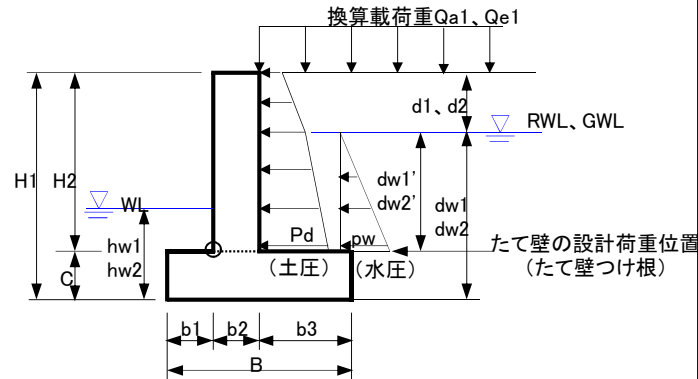 換算載荷重Qa1、Qe1
d1、d2
RWL、GWL
H1
H2
WL
dw1'
dw2'
dw1
dw2
hw1
hw2
Pd
pw
たて壁の設計荷重位置
(たて壁つけ根)
(土圧)
(水圧)
C
b1
b2
b3
B